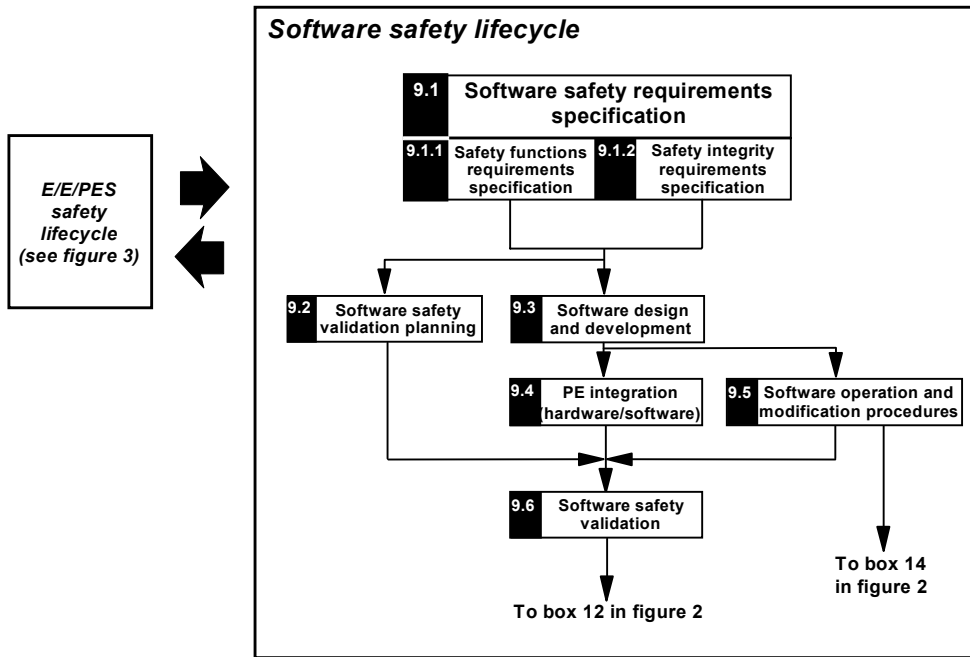 Software safety lifecycle
9.1
Software safety requirements
specification
9.1.1
Safety functions
requirements
specification
9.1.2
Safety integrity
requirements
specification
E/E/PES
safety
lifecycle
(see figure 3)
9.2
Software safety
validation planning
9.3
Software design
and development
9.4
PE integration
(hardware/software)
9.5
Software operation and
modification procedures
9.6
Software safety
validation
To box 14
in figure 2
To box 12 in figure 2